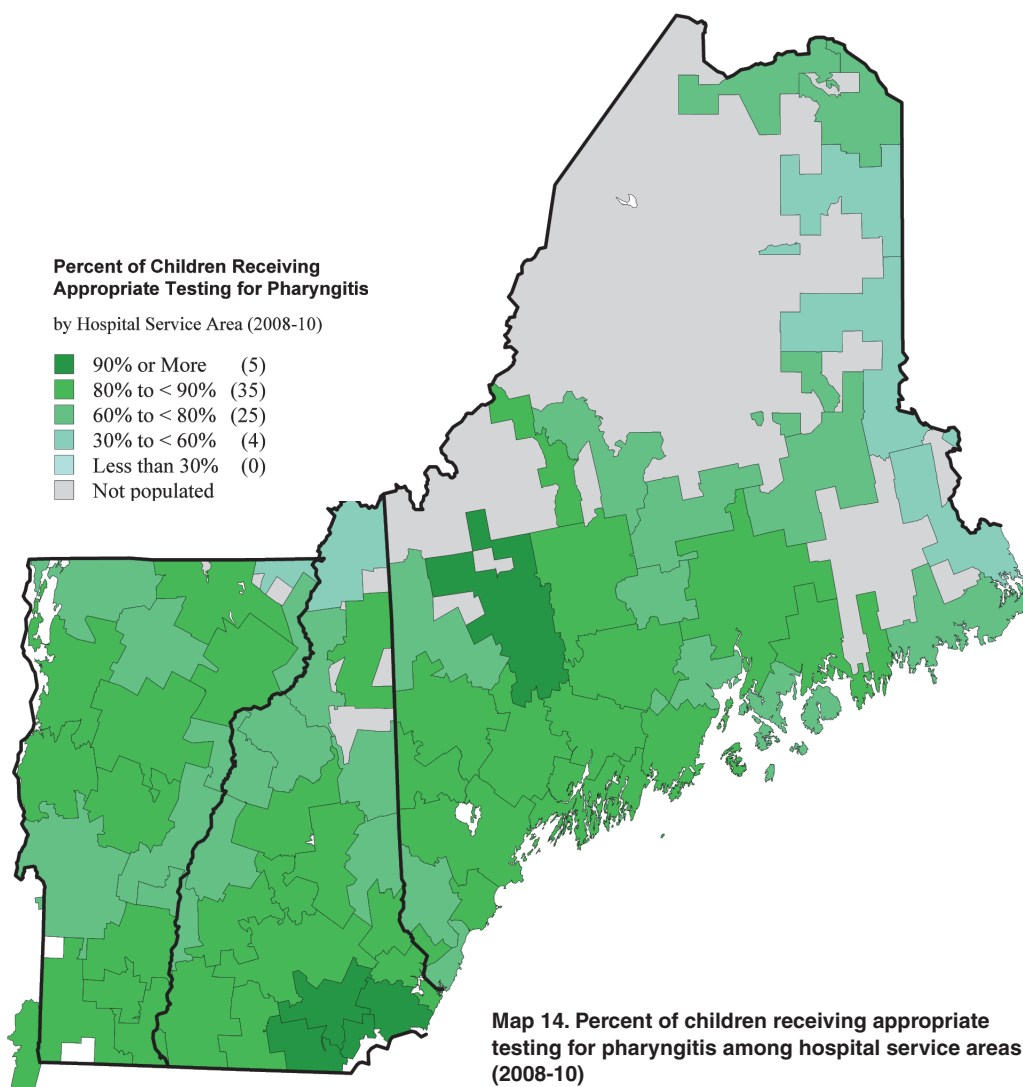 Percent of Children Receiving
Appropriate Testing for Pharyngitis
by Hospital Service Area (2008-10)
90% or More (5)
80% to < 90% (35)
60% to < 80% (25)
30% to < 60% (4)
Less than 30% (0)
Not populated
Map 14. Percent of children receiving appropriate
testing for pharyngitis among hospital service areas
(2008-10)